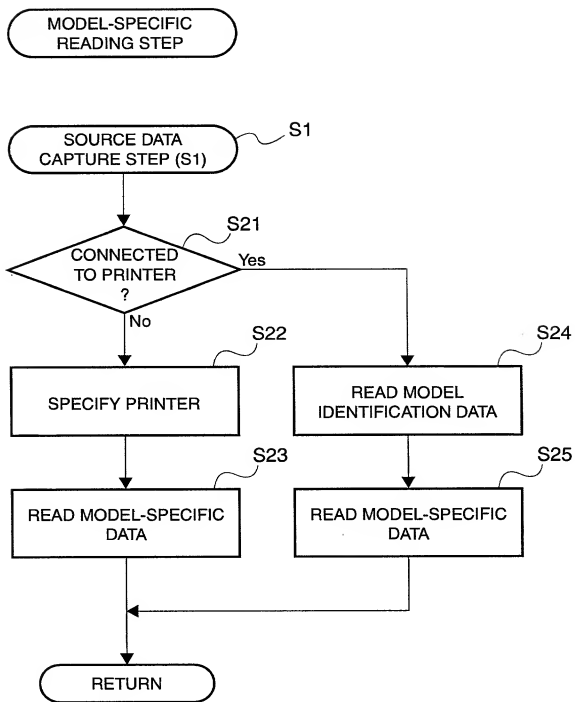 MODEL-SPECIFIC
READING STEP
SOURCE DATA
CAPTURE STEP (S1)
S1
CONNECTED
TO PRINTER
?
S21
Yes
No
S22
SPECIFY PRINTER
S24
READ MODEL
IDENTIFICATION DATA
S23
READ MODEL-SPECIFIC
DATA
S25
READ MODEL-SPECIFIC
DATA
RETURN